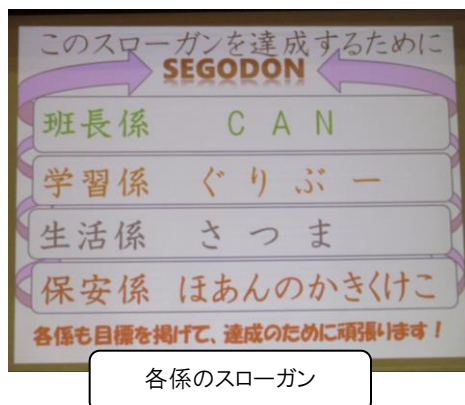 このスローガンを達成するために
SEGODON
班長係 CAN
学習係 ぐりぶー
生活係 さつま
保安係 ほあんのかきくけこ
各係も目標を掲げて、達成のために頑張ります！
各係のスローガン